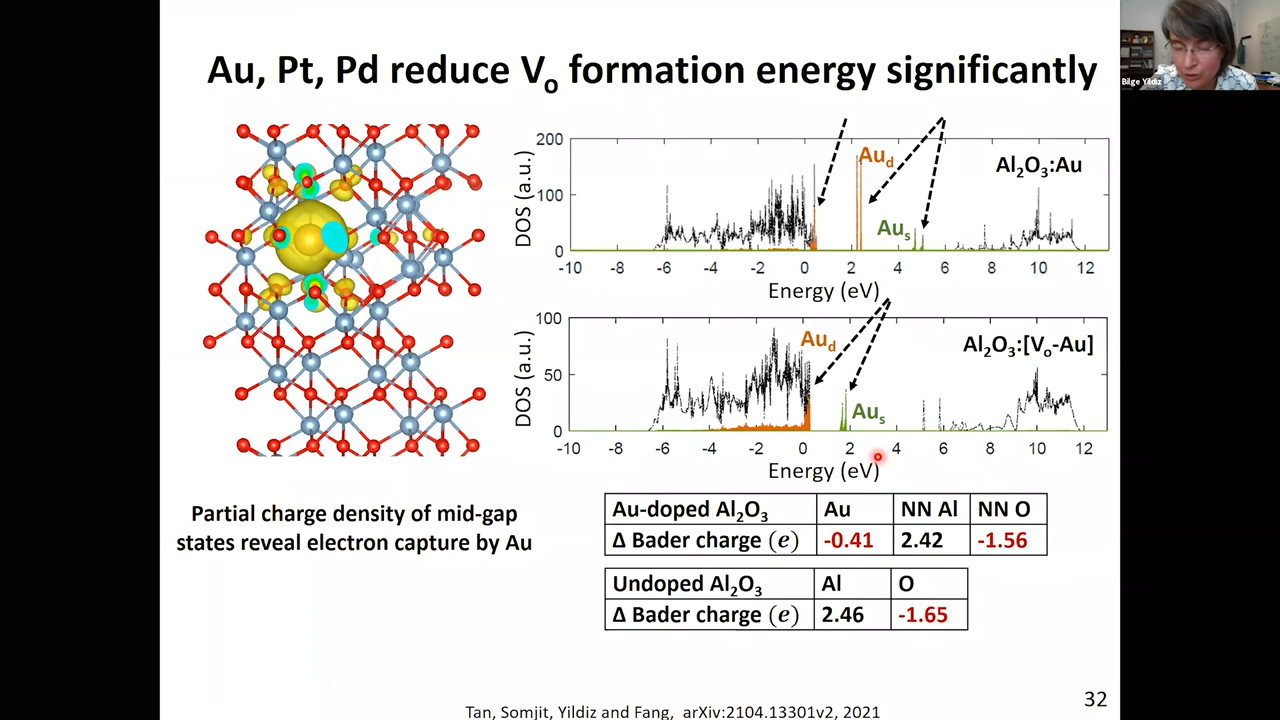 Au, Pt, Pd reduce Vo formation energy significantly
Bilge Yildiz
200
100
0
DOS (a.u.)
Au_d
Au_s
Al₂O₃:Au
-10 -8 -6 -4 -2 0 2 4 6 8 10 12
Energy (eV)
100
50
0
DOS (a.u.)
Au_d
Au_s
Al₂O₃:[Vo-Au]
-10 -8 -6 -4 -2 0 2 4 6 8 10 12
Energy (eV)
Partial charge density of mid-gap
states reveal electron capture by Au
Au-doped Al₂O₃ Au NN Al NN O
Δ Bader charge (e) -0.41 2.42 -1.56
Undoped Al₂O₃ Al O
Δ Bader charge (e) 2.46 -1.65
32
Tan, Somjit, Yildiz and Fang, arXiv:2104.13301v2, 2021